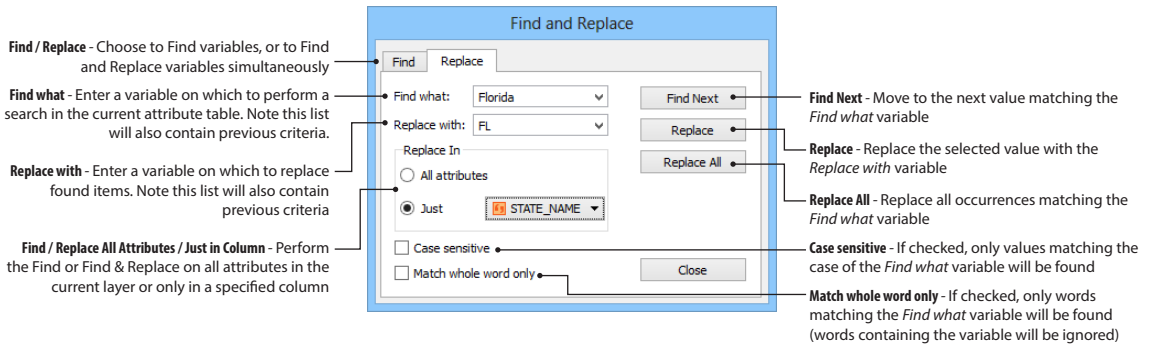 Find and Replace
Find / Replace - Choose to Find variables, or to Find
and Replace variables simultaneously
Find what - Enter a variable on which to perform a
search in the current attribute table. Note this list
will also contain previous criteria.
Replace with - Enter a variable on which to replace
found items. Note this list will also contain
previous criteria
Find / Replace All Attributes / Just in Column - Perform
the Find or Find & Replace on all attributes in the
current layer or only in a specified column
Find Replace
Find what: Florida
Replace with: FL
Replace In
All attributes
Just STATE_NAME
Case sensitive
Match whole word only
Find Next
Replace
Replace All
Close
Find Next - Move to the next value matching the
Find what variable
Replace - Replace the selected value with the
Replace with variable
Replace All - Replace all occurrences matching the
Find what variable
Case sensitive - If checked, only values matching the
case of the Find what variable will be found
Match whole word only - If checked, only words
matching the Find what variable will be found
(words containing the variable will be ignored)